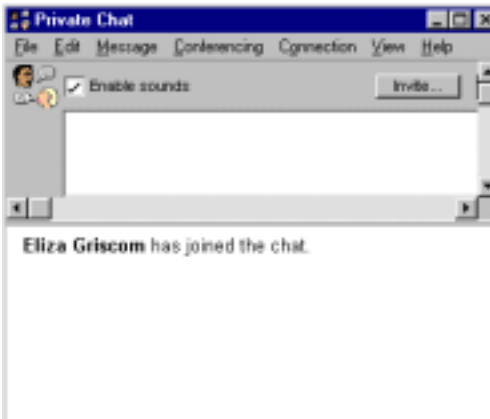 Private Chat
File Edit Message Conferencing Connection View Help
Enable sounds Invite...
Eliza Griscom has joined the chat.